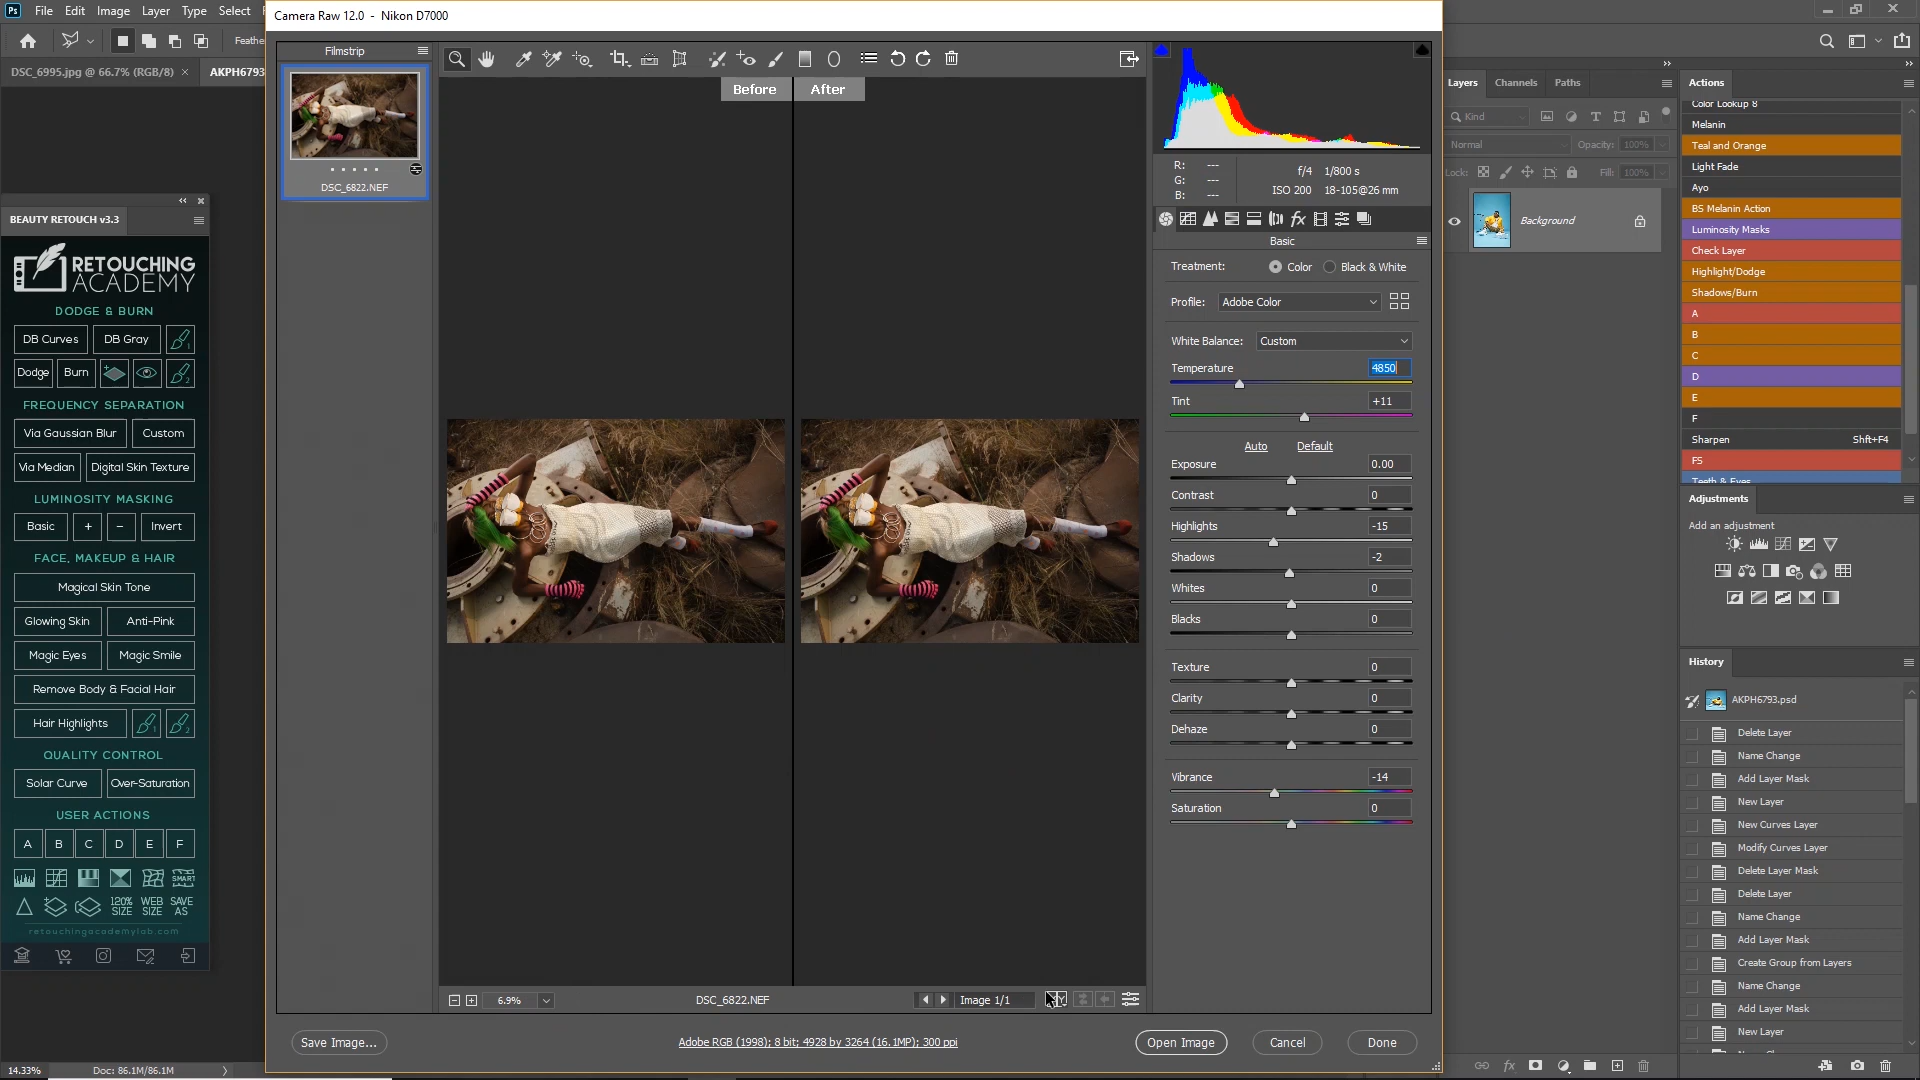 Ps File Edit Image Layer Type Select
Feathe
DSC_6995.jpg @ 66.7% (RGB/8) × AKPH6793
BEAUTY RETOUCH v3.3
RETOUCHING
ACADEMY
DODGE & BURN
DB Curves DB Gray 1
Dodge Burn 2
FREQUENCY SEPARATION
Via Gaussian Blur Custom
Via Median Digital Skin Texture
LUMINOSITY MASKING
Basic + − Invert
FACE, MAKEUP & HAIR
Magical Skin Tone
Glowing Skin Anti-Pink
Magic Eyes Magic Smile
Remove Body & Facial Hair
Hair Highlights 1 2
QUALITY CONTROL
Solar Curve Over-Saturation
USER ACTIONS
A B C D E F
SMART
120% SIZE WEB SIZE SAVE AS
retouchingacademylab.com
14.33% Doc: 86.1M/86.1M
Camera Raw 12.0 - Nikon D7000
Filmstrip
DSC_6822.NEF
Before After
6.9% DSC_6822.NEF Image 1/1 Y
Save Image... Adobe RGB (1998); 8 bit; 4928 by 3264 (16.1MP); 300 ppi Open Image Cancel Done
R: ---
G: ---
B: ---
f/4 1/800 s
ISO 200 18-105@26 mm
fx
Basic
Treatment: Color Black & White
Profile: Adobe Color
White Balance: Custom
Temperature 4850
Tint +11
Auto Default
Exposure 0.00
Contrast 0
Highlights -15
Shadows -2
Whites 0
Blacks 0
Texture 0
Clarity 0
Dehaze 0
Vibrance -14
Saturation 0
Layers Channels Paths
Kind T
Normal Opacity: 100%
Lock: Fill: 100%
Background
fx
Actions
Color Lookup 8
Melanin
Teal and Orange
Light Fade
Ayo
BS Melanin Action
Luminosity Masks
Check Layer
Highlight/Dodge
Shadows/Burn
A
B
C
D
E
F
Sharpen Shft+F4
FS
Teeth & Eyes
Adjustments
Add an adjustment
History
AKPH6793.psd
Delete Layer
Name Change
Add Layer Mask
New Layer
New Curves Layer
Modify Curves Layer
Delete Layer Mask
Delete Layer
Name Change
Add Layer Mask
Create Group from Layers
Name Change
Add Layer Mask
New Layer